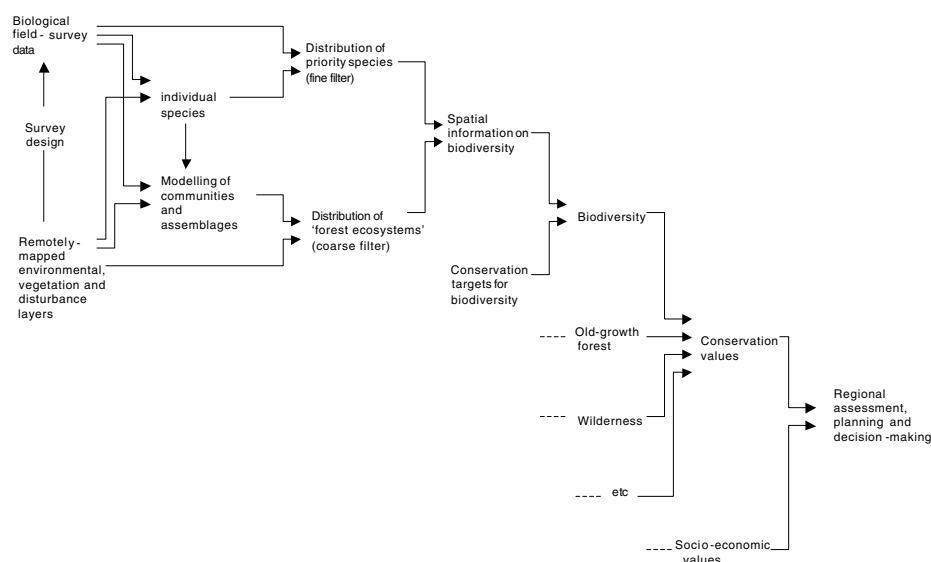 Biological
field - survey
data
Survey
design
Remotely-
mapped
environmental,
vegetation and
disturbance
layers
individual
species
Modelling of
communities
and
assemblages
Distribution of
priority species
(fine filter)
Distribution of
‘forest ecosystems’
(coarse filter)
Spatial
information on
biodiversity
Conservation
targets for
biodiversity
Biodiversity
Old-growth
forest
Wilderness
etc
Conservation
values
Socio-economic
values
Regional
assessment,
planning and
decision -making